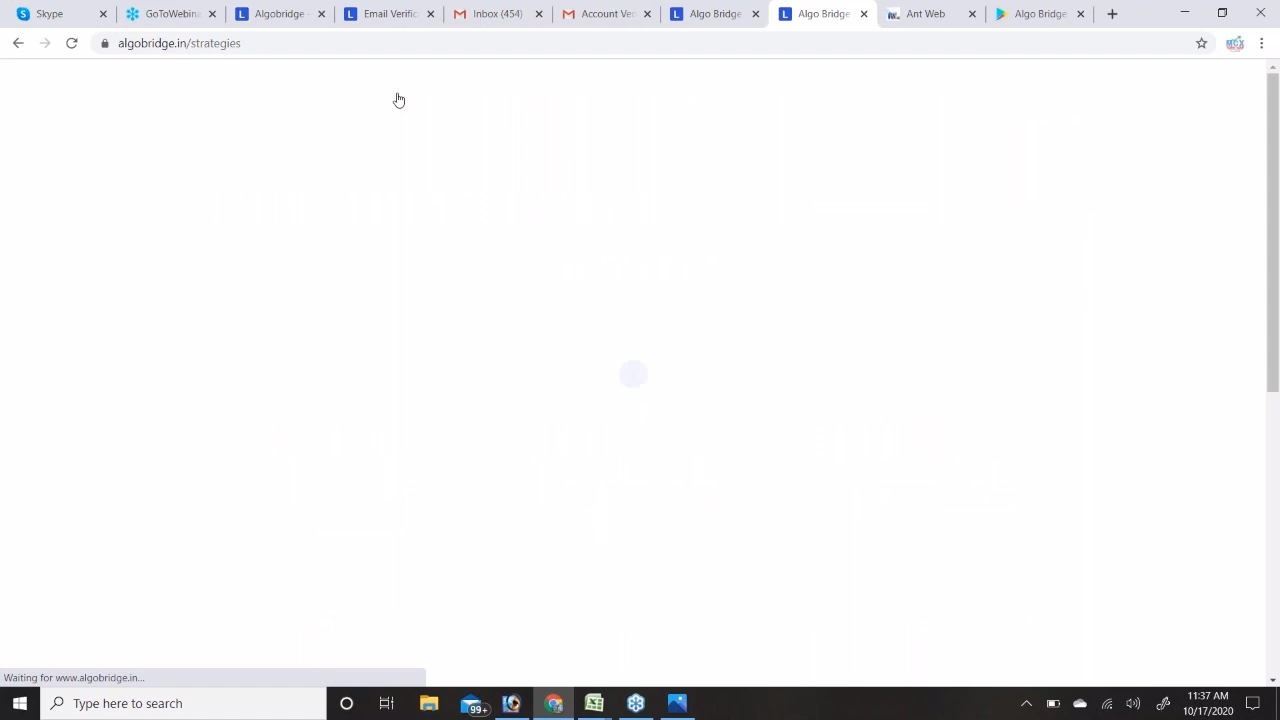 Skype
GoToWebina
Algobridge -
Email Verific
Inbox (454)
Account Ver
Algo Bridge
Algo Bridge
Ant Web
Algo Bridge
algobridge.in/strategies
MCX
Waiting for www.algobridge.in...
Type here to search
99+
11:37 AM
10/17/2020